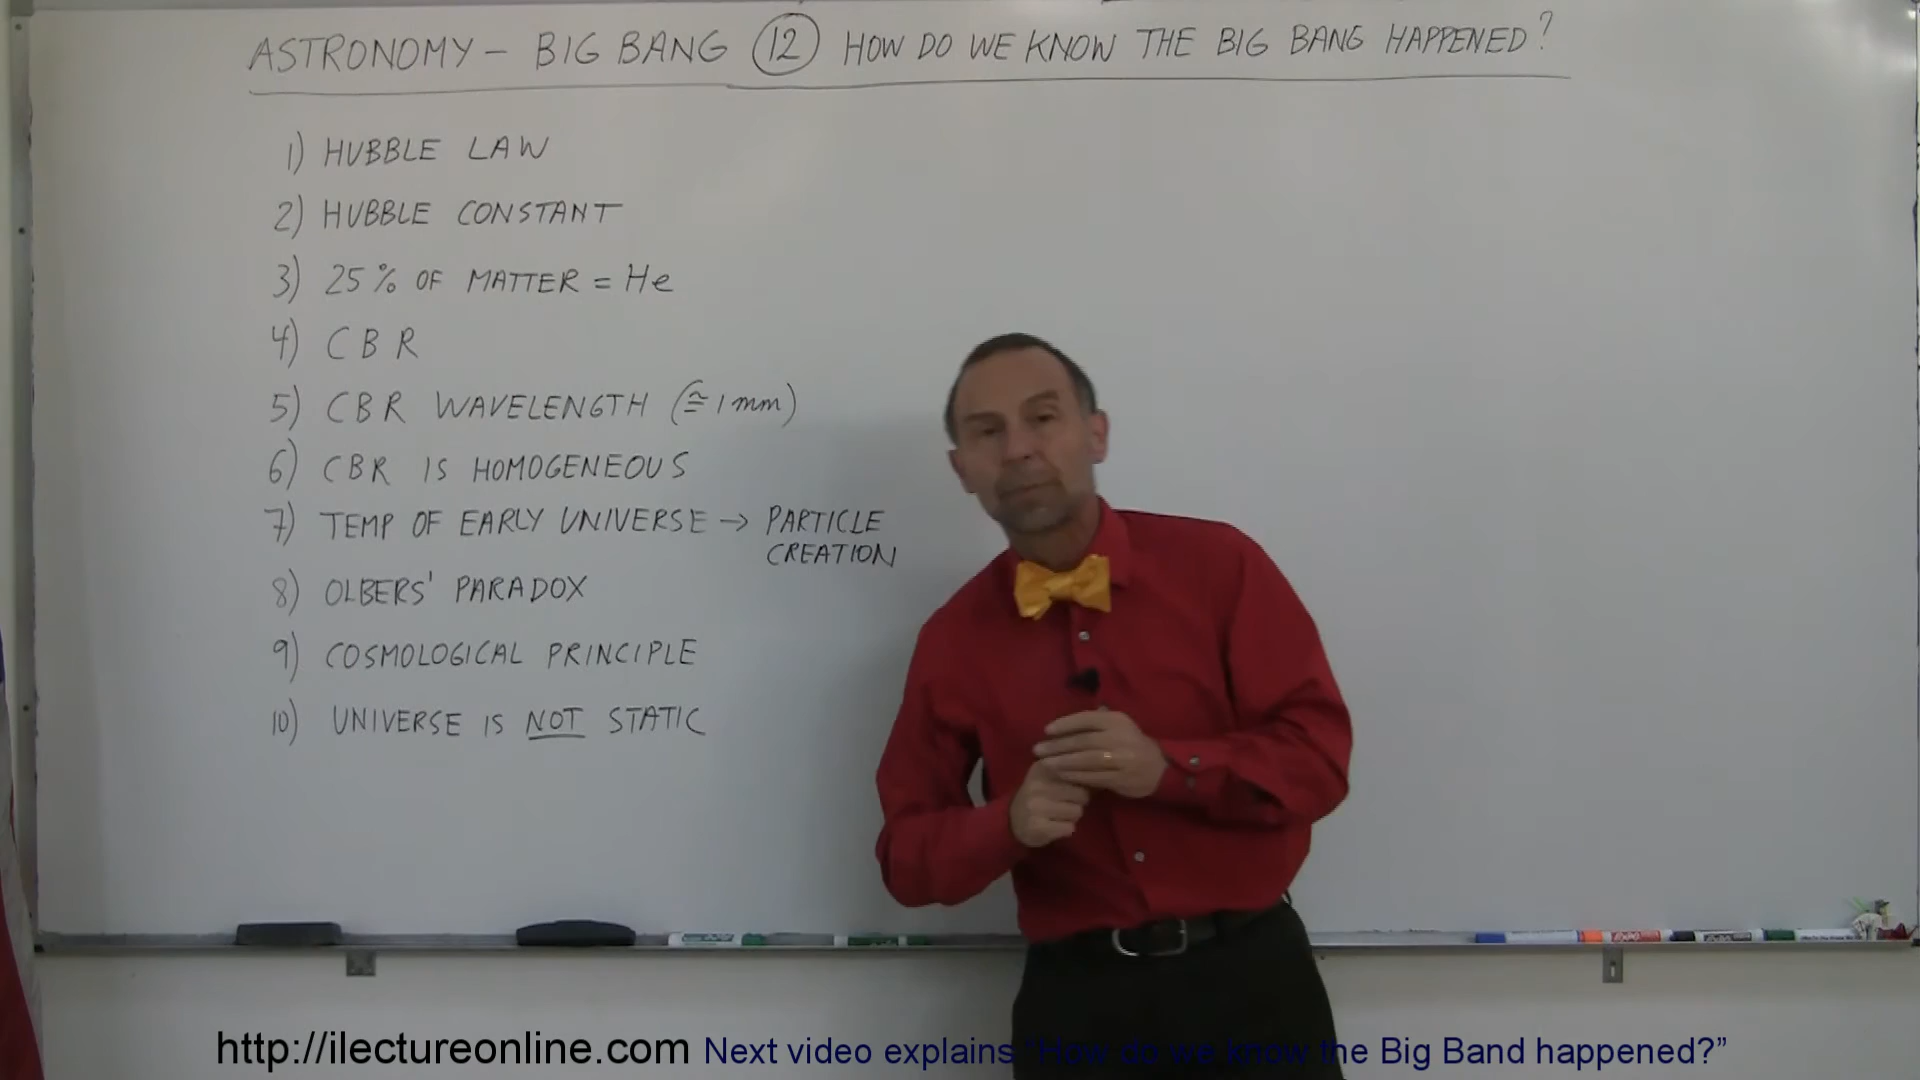 ASTRONOMY - BIG BANG 12 HOW DO WE KNOW THE BIG BANG HAPPENED?
1) HUBBLE LAW
2) HUBBLE CONSTANT
3) 25% OF MATTER = He
4) CBR
5) CBR WAVELENGTH (≅ 1 mm)
6) CBR IS HOMOGENEOUS
7) TEMP OF EARLY UNIVERSE → PARTICLE
CREATION
8) OLBERS' PARADOX
9) COSMOLOGICAL PRINCIPLE
10) UNIVERSE IS NOT STATIC
http://ilectureonline.com Next video explains "How do we know the Big Band happened?"